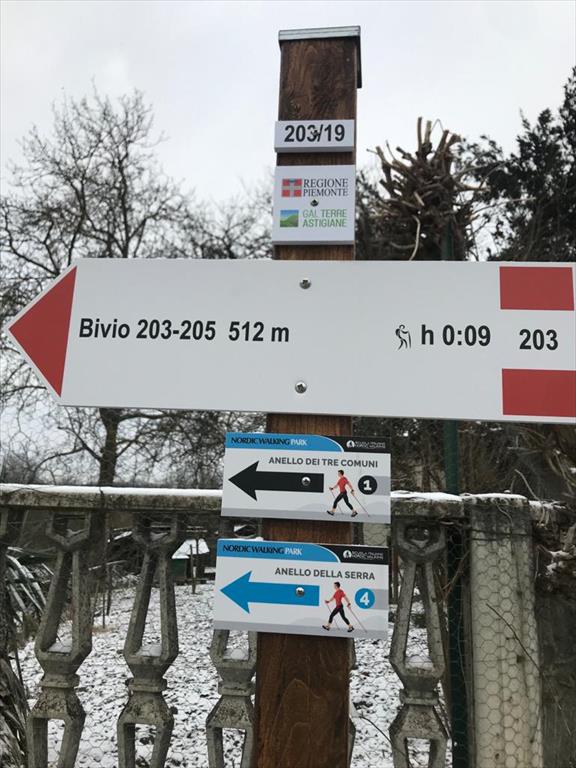 203/19
REGIONE
PIEMONTE
GAL TERRE
ASTIGIANE
Bivio 203-205 512 m h 0:09 203
NORDIC WALKING PARK
ANELLO DEI TRE COMUNI
1
NORDIC WALKING PARK
ANELLO DELLA SERRA
4